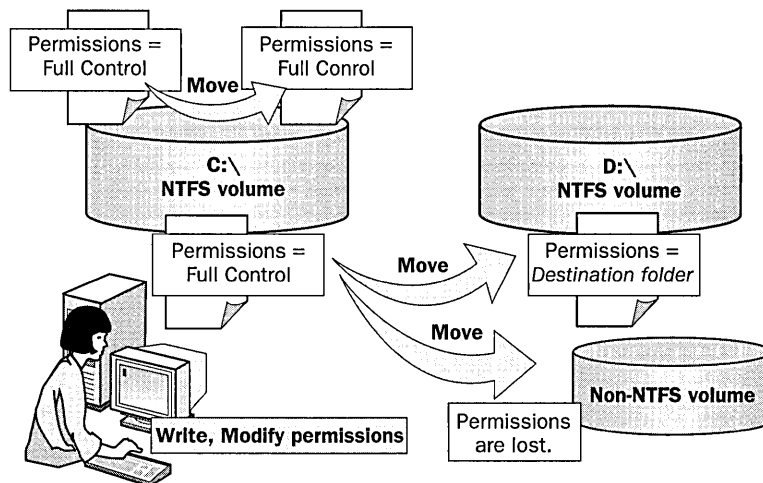 Permissions =
Full Control
Move
Permissions =
Full Conrol
C:\
NTFS volume
D:\
NTFS volume
Permissions =
Full Control
Move
Permissions =
Destination folder
Move
Non-NTFS volume
Write, Modify permissions
Permissions
are lost.